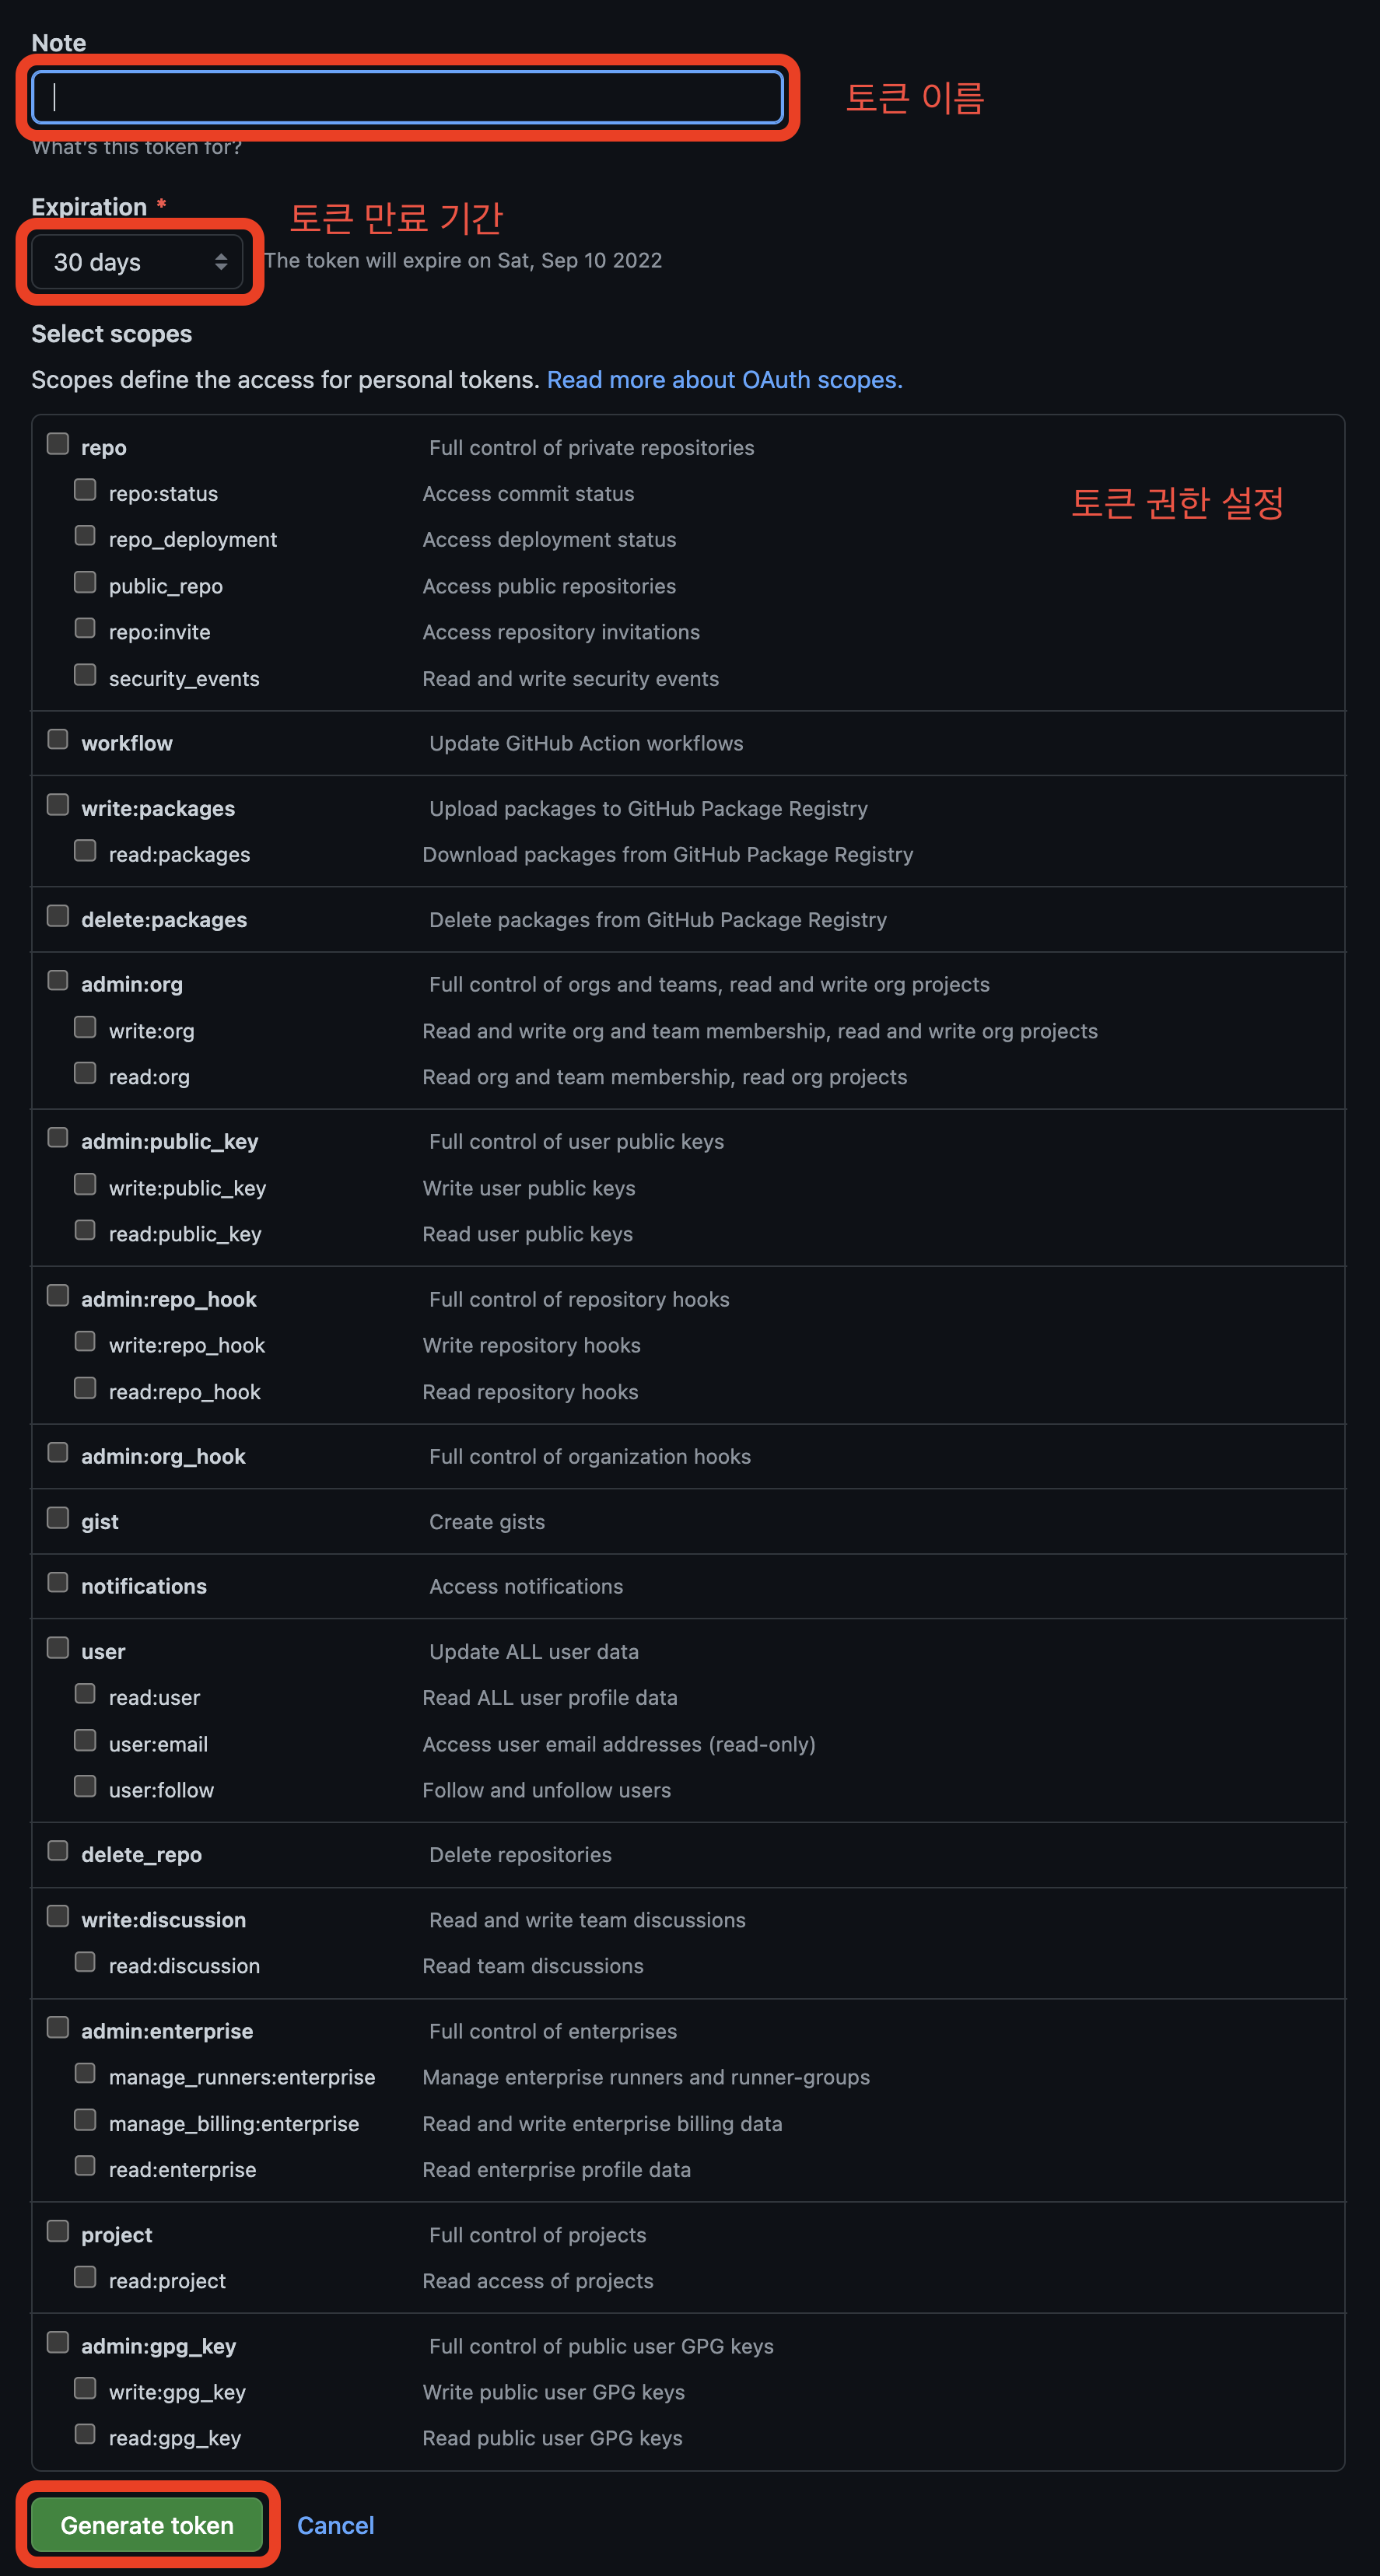 Note
토큰 이름
What's this token for?
Expiration *
토큰 만료 기간
30 days
The token will expire on Sat, Sep 10 2022
Select scopes
Scopes define the access for personal tokens. Read more about OAuth scopes.
repo Full control of private repositories
repo:status Access commit status
토큰 권한 설정
repo_deployment Access deployment status
public_repo Access public repositories
repo:invite Access repository invitations
security_events Read and write security events
workflow Update GitHub Action workflows
write:packages Upload packages to GitHub Package Registry
read:packages Download packages from GitHub Package Registry
delete:packages Delete packages from GitHub Package Registry
admin:org Full control of orgs and teams, read and write org projects
write:org Read and write org and team membership, read and write org projects
read:org Read org and team membership, read org projects
admin:public_key Full control of user public keys
write:public_key Write user public keys
read:public_key Read user public keys
admin:repo_hook Full control of repository hooks
write:repo_hook Write repository hooks
read:repo_hook Read repository hooks
admin:org_hook Full control of organization hooks
gist Create gists
notifications Access notifications
user Update ALL user data
read:user Read ALL user profile data
user:email Access user email addresses (read-only)
user:follow Follow and unfollow users
delete_repo Delete repositories
write:discussion Read and write team discussions
read:discussion Read team discussions
admin:enterprise Full control of enterprises
manage_runners:enterprise Manage enterprise runners and runner-groups
manage_billing:enterprise Read and write enterprise billing data
read:enterprise Read enterprise profile data
project Full control of projects
read:project Read access of projects
admin:gpg_key Full control of public user GPG keys
write:gpg_key Write public user GPG keys
read:gpg_key Read public user GPG keys
Generate token Cancel